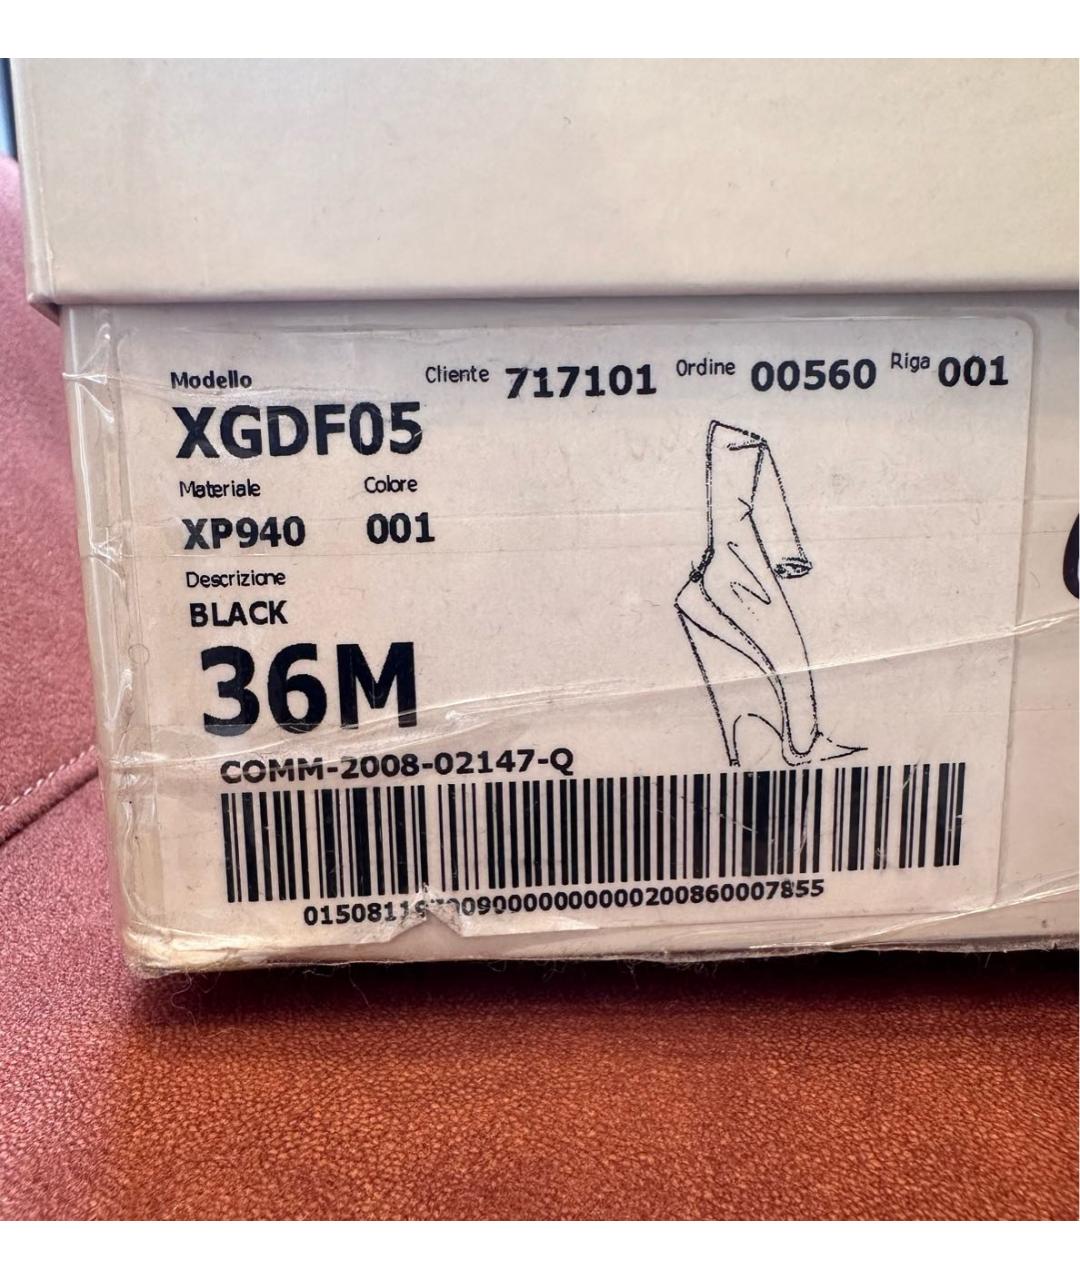 Modello Cliente 717101 Ordine 00560 Riga 001
XGDF05
Materiale Colore
XP940 001
Descrizione
BLACK
36M
COMM-2008-02147-Q